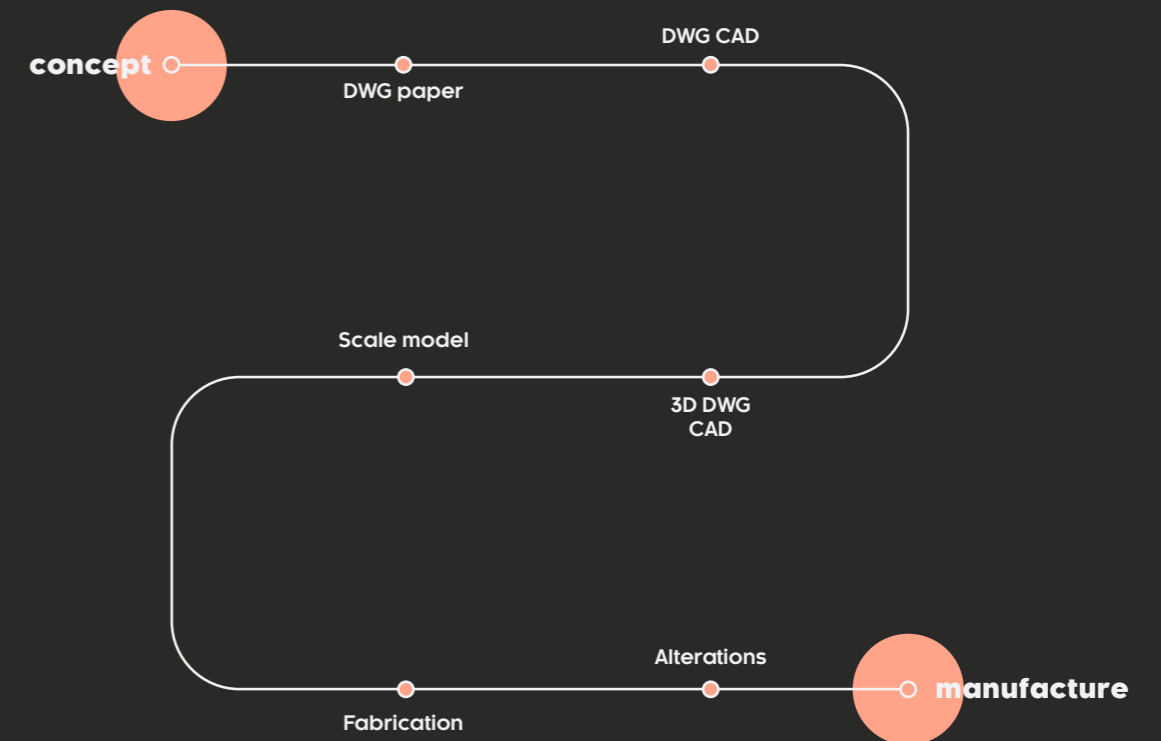 concept
DWG paper
DWG CAD
3D DWG
CAD
Scale model
Fabrication
Alterations
manufacture